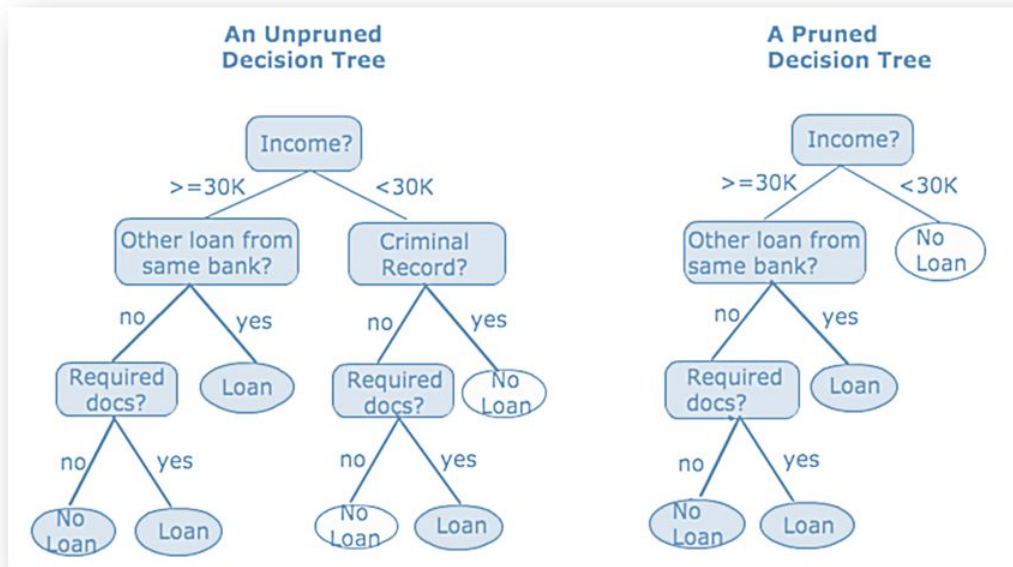 An Unpruned
Decision Tree
Income?
>=30K
<30K
Other loan from
same bank?
Criminal
Record?
no
yes
no
yes
Required
docs?
Loan
Required
docs?
No
Loan
no
yes
no
yes
No
Loan
Loan
No
Loan
Loan
A Pruned
Decision Tree
Income?
>=30K
<30K
Other loan from
same bank?
No
Loan
no
yes
Required
docs?
Loan
no
yes
No
Loan
Loan